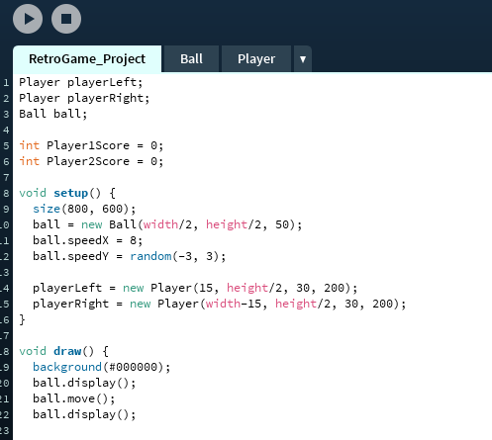 RetroGame_Project Ball Player ▼
1 Player playerLeft;
2 Player playerRight;
3 Ball ball;
4
5 int Player1Score = 0;
6 int Player2Score = 0;
7
8 void setup() {
9   size(800, 600);
10   ball = new Ball(width/2, height/2, 50);
11   ball.speedX = 8;
12   ball.speedY = random(-3, 3);
13
14   playerLeft = new Player(15, height/2, 30, 200);
15   playerRight = new Player(width-15, height/2, 30, 200);
16 }
17
18 void draw() {
19   background(#000000);
20   ball.display();
21   ball.move();
22   ball.display();
23